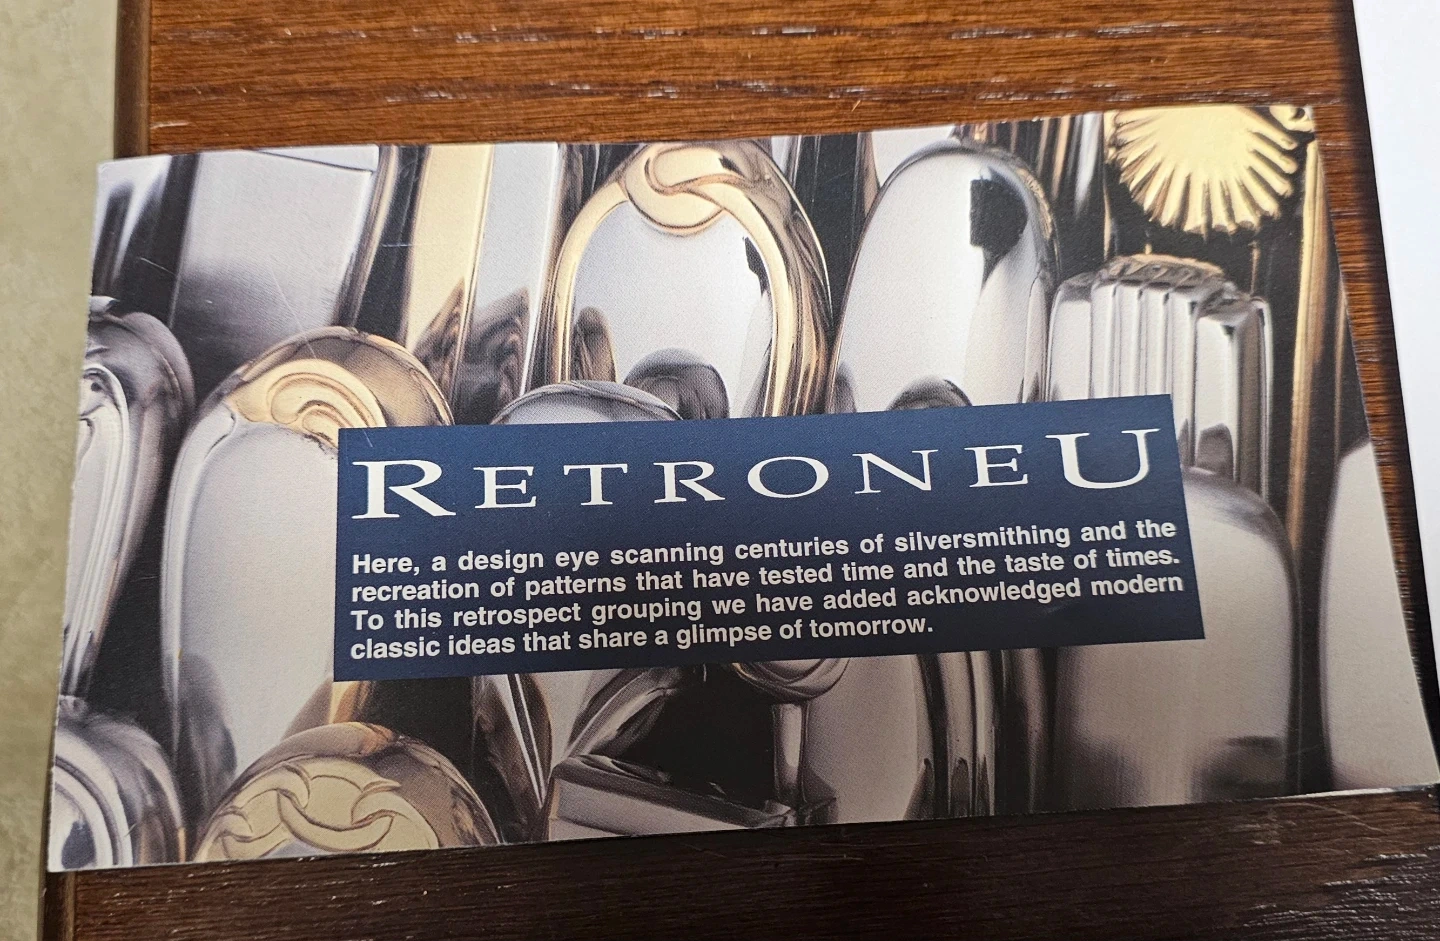 RETRONEU
Here, a design eye scanning centuries of silversmithing and the
recreation of patterns that have tested time and the taste of times.
To this retrospect grouping we have added acknowledged modern
classic ideas that share a glimpse of tomorrow.